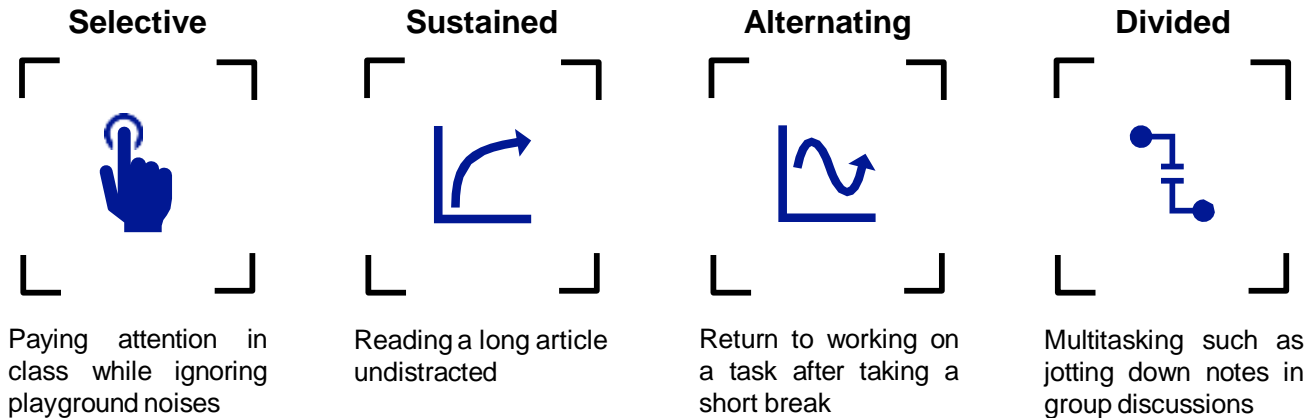 Selective
Sustained
Alternating
Divided
Paying attention in
class while ignoring
playground noises
Reading a long article
undistracted
Return to working on
a task after taking a
short break
Multitasking such as
jotting down notes in
group discussions